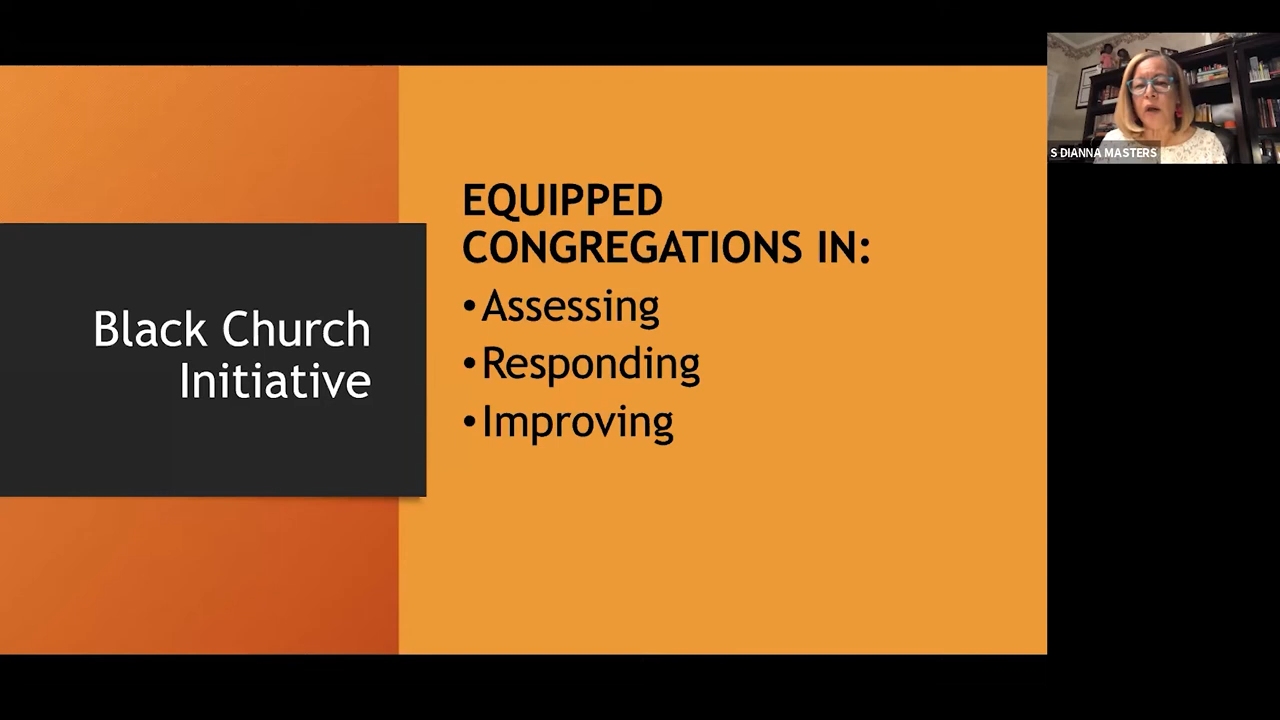 Black Church
Initiative
EQUIPPED
CONGREGATIONS IN:
•Assessing
•Responding
•Improving
S DIANNA MASTERS